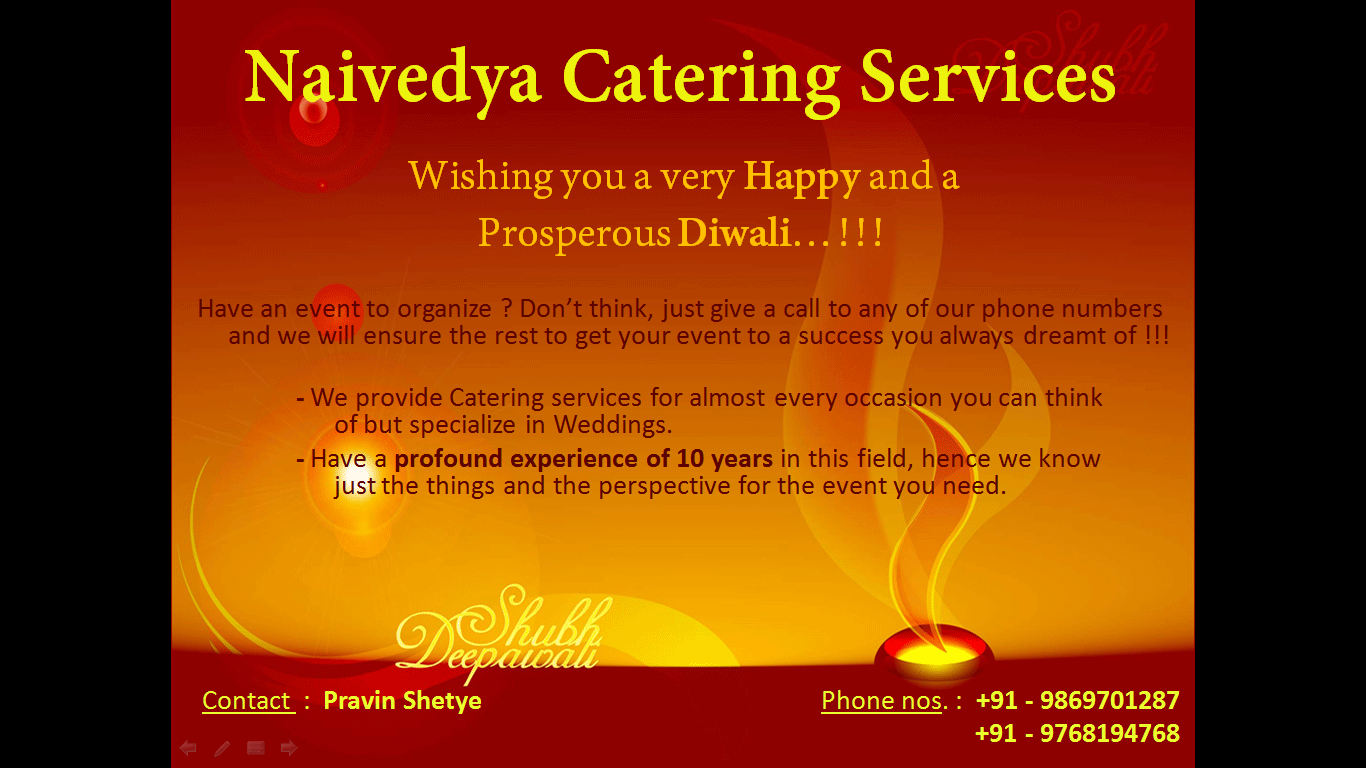 Naivedya Catering Services
Shubh
Deepawali
Wishing you a very Happy and a
Prosperous Diwali…!!!
Have an event to organize ? Don’t think, just give a call to any of our phone numbers
and we will ensure the rest to get your event to a success you always dreamt of !!!
- We provide Catering services for almost every occasion you can think
of but specialize in Weddings.
- Have a profound experience of 10 years in this field, hence we know
just the things and the perspective for the event you need.
Shubh
Deepawali
Contact : Pravin Shetye
Phone nos. : +91 - 9869701287
+91 - 9768194768